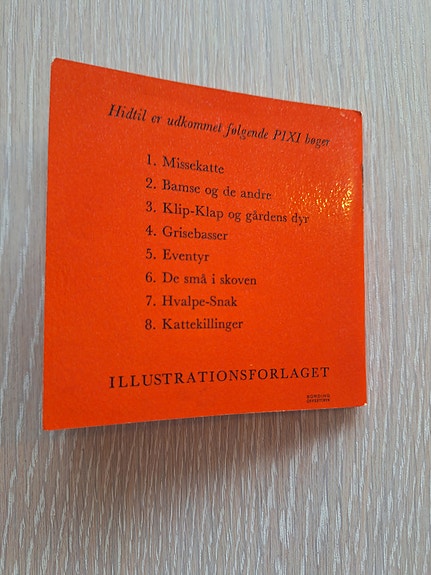 Hidtil er udkommet følgende PIXI bøger
1. Missekatte
2. Bamse og de andre
3. Klip-Klap og gårdens dyr
4. Grisebasser
5. Eventyr
6. De små i skoven
7. Hvalpe-Snak
8. Kattekillinger
ILLUSTRATIONSFORLAGET